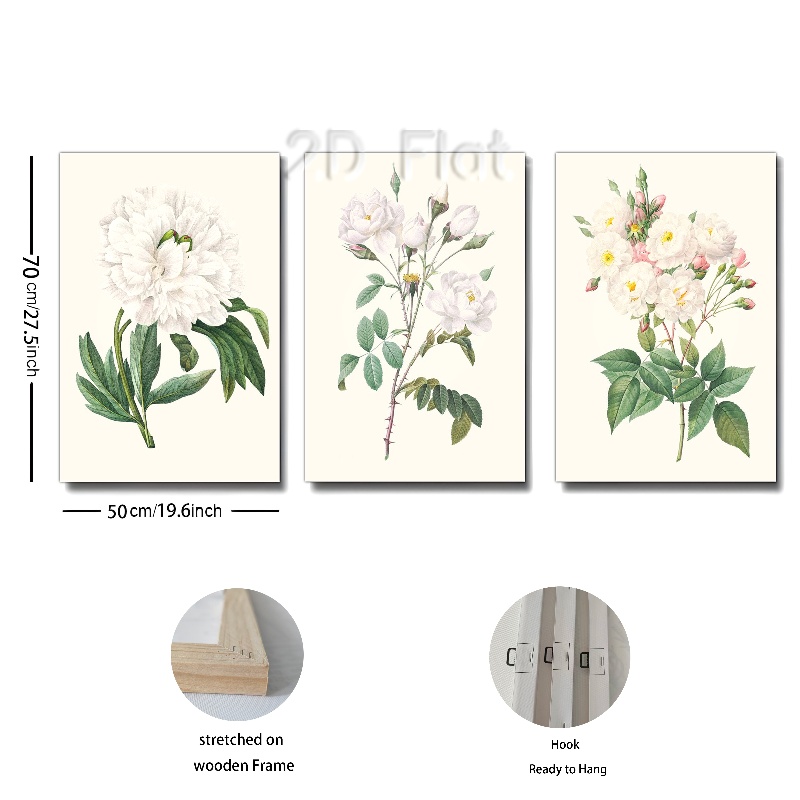 2D Flat
70 cm/27.5inch
50 cm/19.6inch
stretched on
wooden Frame
Hook
Ready to Hang